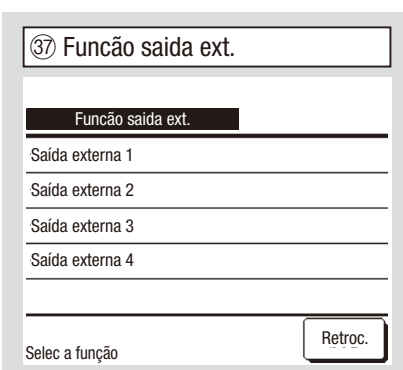 ㊲ Funcão saida ext.
Funcão saida ext.
Saída externa 1
Saída externa 2
Saída externa 3
Saída externa 4
Retroc.
Selec a função